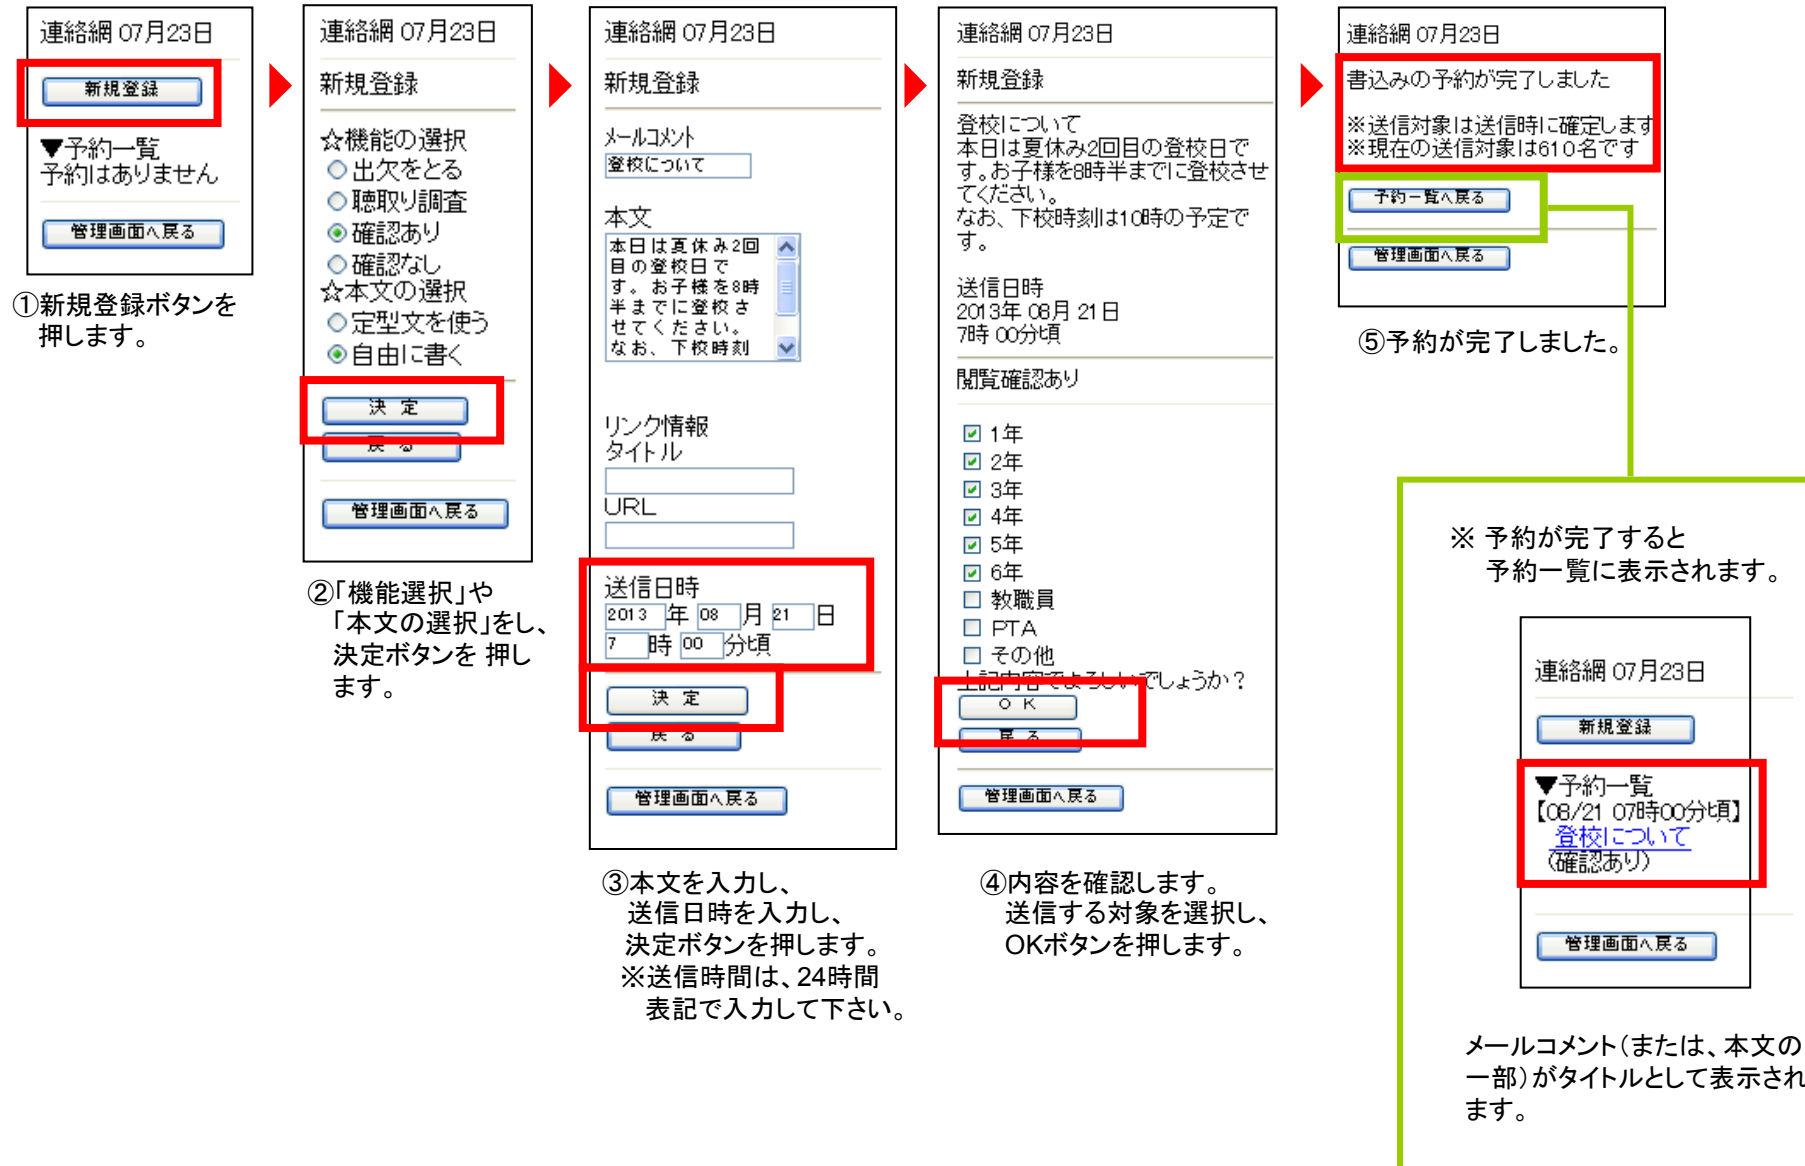 連絡網 07月23日
新規登録
▼予約一覧
予約はありません
管理画面へ戻る
①新規登録ボタンを
押します。
連絡網 07月23日
新規登録
☆機能の選択
出欠をとる
聴取り調査
確認あり
確認なし
☆本文の選択
定型文を使う
自由に書く
決 定
戻 る
管理画面へ戻る
②「機能選択」や
「本文の選択」をし、
決定ボタンを 押し
ます。
連絡網 07月23日
新規登録
メールコメント
登校について
本文
本日は夏休み2回
目の登校日で
す。お子様を8時
半までに登校さ
せてください。
なお、下校時刻
リンク情報
タイトル
URL
送信日時
2013 年 08 月 21 日
7 時 00 分頃
決 定
戻 る
管理画面へ戻る
③本文を入力し、
送信日時を入力し、
決定ボタンを押します。
※送信時間は、24時間
表記で入力して下さい。
連絡網 07月23日
新規登録
登校について
本日は夏休み2回目の登校日で
す。お子様を8時半までに登校させ
てください。
なお、下校時刻は10時の予定で
す。
送信日時
2013年 08月 21日
7時 00分頃
閲覧確認あり
1年
2年
3年
4年
5年
6年
教職員
PTA
その他
上記内容でよろしいでしょうか？
O K
戻 る
管理画面へ戻る
④内容を確認します。
送信する対象を選択し、
OKボタンを押します。
連絡網 07月23日
書込みの予約が完了しました
※送信対象は送信時に確定します
※現在の送信対象は610名です
予約一覧へ戻る
管理画面へ戻る
⑤予約が完了しました。
※ 予約が完了すると
予約一覧に表示されます。
連絡網 07月23日
新規登録
▼予約一覧
【08/21 07時00分頃】
登校について
(確認あり)
管理画面へ戻る
メールコメント（または、本文の
一部）がタイトルとして表示され
ます。